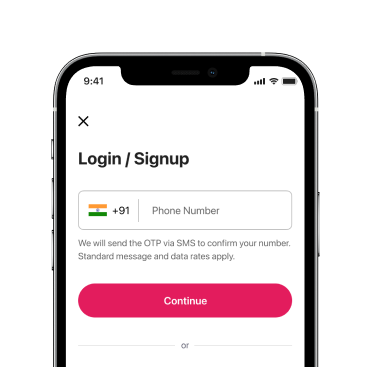 9:41
Login / Signup
+91 Phone Number
We will send the OTP via SMS to confirm your number.
Standard message and data rates apply.
Continue
or